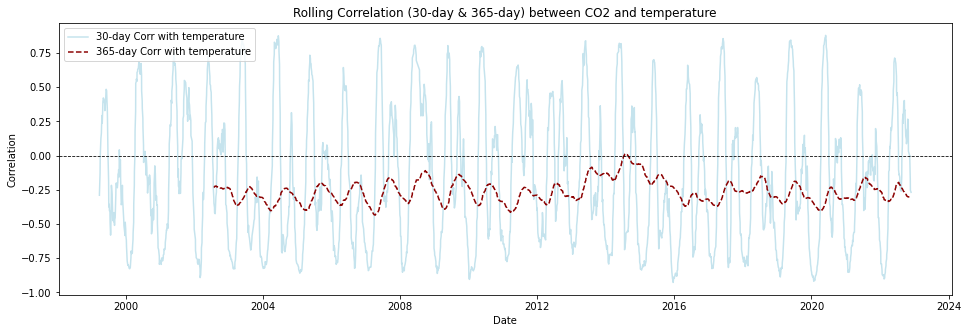 Rolling Correlation (30-day & 365-day) between CO2 and temperature
30-day Corr with temperature
365-day Corr with temperature
Correlation
0.75
0.50
0.25
0.00
−0.25
−0.50
−0.75
−1.00
2000 2004 2008 2012 2016 2020 2024
Date